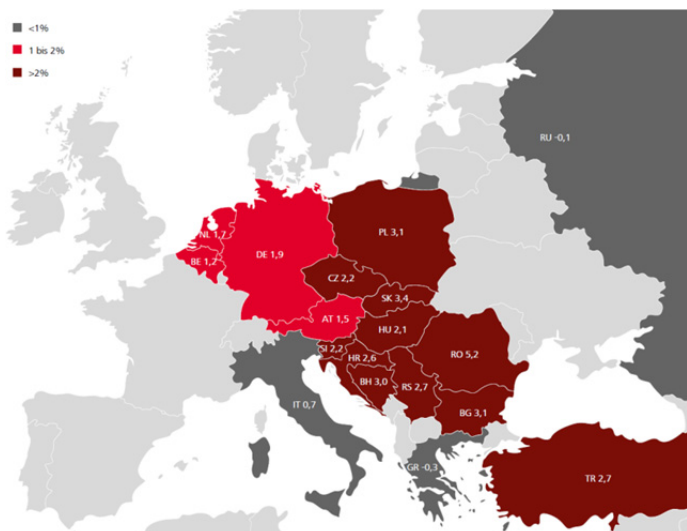 <1%
1 bis 2%
>2%
RU -0,1
NL 1,7
PL 3,1
DE 1,9
BE 1,2
CZ 2,2
SK 3,4
AT 1,5
HU 2,1
SI 2,2
HR 2,6
RO 5,2
BH 3,0
RS 2,7
IT 0,7
BG 3,1
GR -0,3
TR 2,7